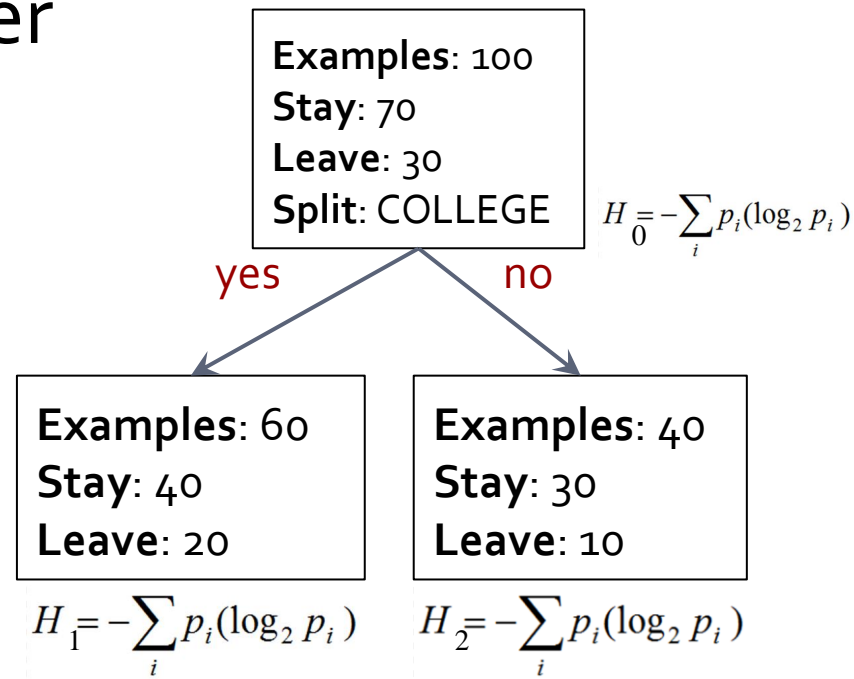 er
Examples: 100
Stay: 70
Leave: 30
Split: COLLEGE
H₀ = −∑ᵢ pᵢ(log₂ pᵢ)
yes
no
Examples: 60
Stay: 40
Leave: 20
Examples: 40
Stay: 30
Leave: 10
H₁ = −∑ᵢ pᵢ(log₂ pᵢ)
H₂ = −∑ᵢ pᵢ(log₂ pᵢ)